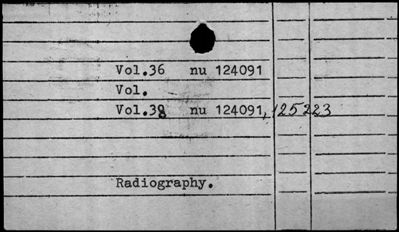 Vol.36 nu 124091
Vol.
Vol.38 nu 124091, 125223
Radiography.